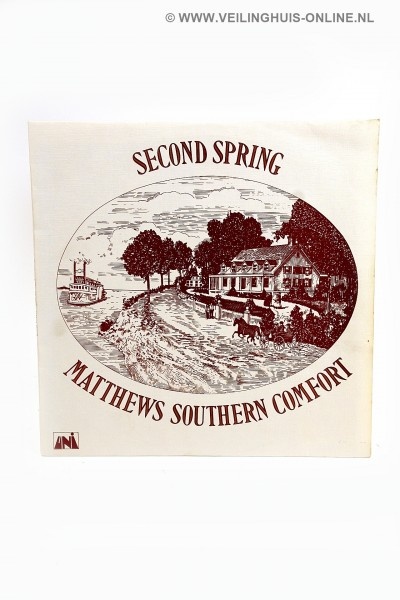 © WWW.VEILINGHUIS-ONLINE.NL
SECOND SPRING
MATTHEWS SOUTHERN COMFORT
UNI